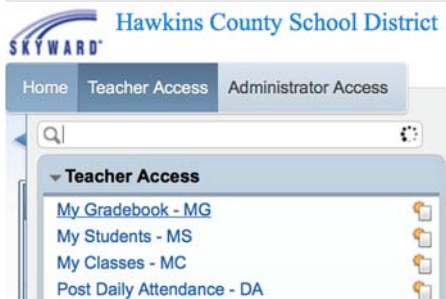 Hawkins County School District
SKYWARD®
Home Teacher Access Administrator Access
Teacher Access
My Gradebook - MG
My Students - MS
My Classes - MC
Post Daily Attendance - DA